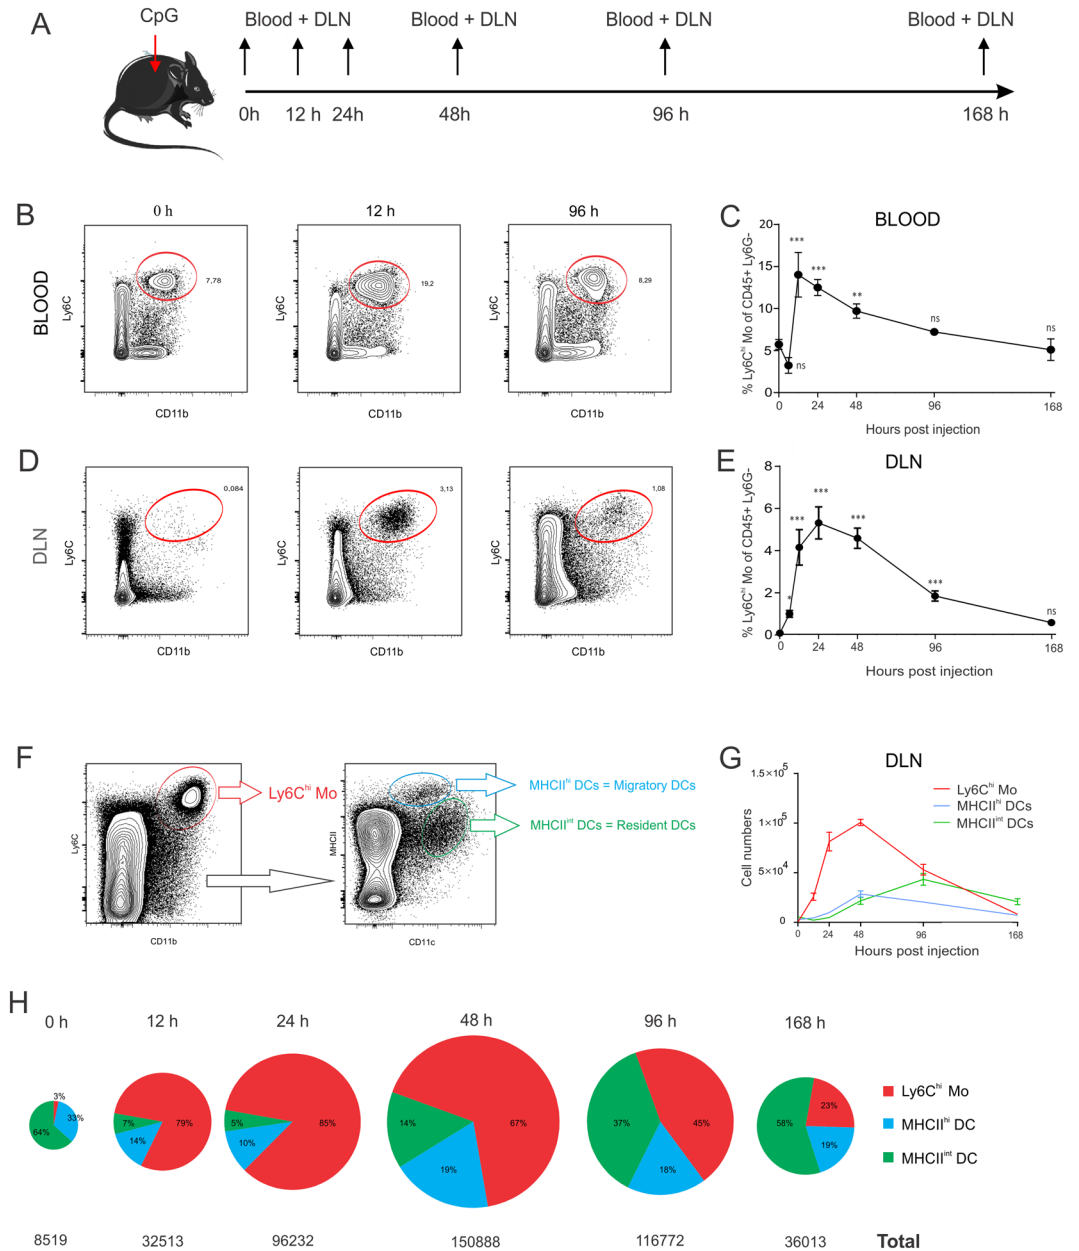 A
CpG
Blood + DLN
Blood + DLN
Blood + DLN
Blood + DLN
0h
12 h
24h
48h
96 h
168 h
B
0 h
12 h
96 h
BLOOD
Ly6C
7,78
CD11b
Ly6C
19,2
CD11b
Ly6C
8,29
CD11b
C
BLOOD
% Ly6Chi Mo of CD45+ Ly6G-
20
15
10
5
0
***
***
**
ns
ns
ns
0
24
48
96
168
Hours post injection
D
DLN
Ly6C
0,084
CD11b
Ly6C
3,13
CD11b
Ly6C
1,08
CD11b
E
DLN
% Ly6Chi Mo of CD45+ Ly6G-
8
6
4
2
0
*
***
***
***
***
ns
0
24
48
96
168
Hours post injection
F
Ly6C
CD11b
Ly6Chi Mo
MHCII
CD11c
MHCIIhi DCs = Migratory DCs
MHCIIint DCs = Resident DCs
G
DLN
Cell numbers
1.5×10^5
1×10^5
5×10^4
0
Ly6Chi Mo
MHCIIhi DCs
MHCIIint DCs
0
24
48
96
168
Hours post injection
H
0 h
12 h
24 h
48 h
96 h
168 h
3%
33%
64%
79%
7%
14%
85%
5%
10%
67%
14%
19%
45%
37%
18%
23%
58%
19%
Ly6Chi Mo
MHCIIhi DC
MHCIIint DC
8519
32513
96232
150888
116772
36013
Total